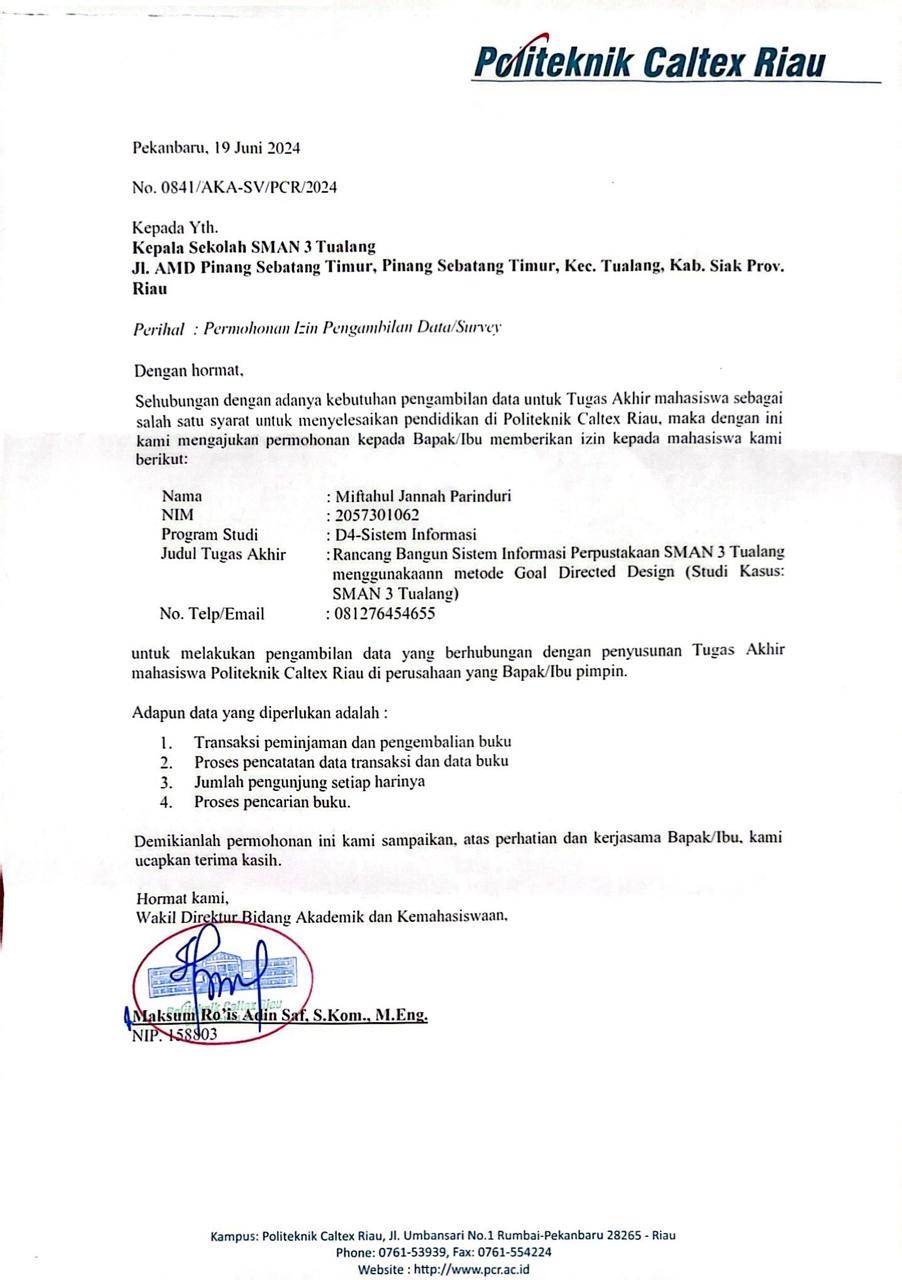 Politeknik Caltex Riau
Pekanbaru, 19 Juni 2024
No. 0841/AKA-SV/PCR/2024
Kepada Yth.
Kepala Sekolah SMAN 3 Tualang
Jl. AMD Pinang Sebatang Timur, Pinang Sebatang Timur, Kec. Tualang, Kab. Siak Prov.
Riau
Perihal : Permohonan Izin Pengambilan Data/Survey
Dengan hormat,
Sehubungan dengan adanya kebutuhan pengambilan data untuk Tugas Akhir mahasiswa sebagai
salah satu syarat untuk menyelesaikan pendidikan di Politeknik Caltex Riau, maka dengan ini
kami mengajukan permohonan kepada Bapak/Ibu memberikan izin kepada mahasiswa kami
berikut:
Nama : Miftahul Jannah Parinduri
NIM : 2057301062
Program Studi : D4-Sistem Informasi
Judul Tugas Akhir : Rancang Bangun Sistem Informasi Perpustakaan SMAN 3 Tualang
menggunakaann metode Goal Directed Design (Studi Kasus:
SMAN 3 Tualang)
No. Telp/Email : 081276454655
untuk melakukan pengambilan data yang berhubungan dengan penyusunan Tugas Akhir
mahasiswa Politeknik Caltex Riau di perusahaan yang Bapak/Ibu pimpin.
Adapun data yang diperlukan adalah :
1. Transaksi peminjaman dan pengembalian buku
2. Proses pencatatan data transaksi dan data buku
3. Jumlah pengunjung setiap harinya
4. Proses pencarian buku.
Demikianlah permohonan ini kami sampaikan, atas perhatian dan kerjasama Bapak/Ibu, kami
ucapkan terima kasih.
Hormat kami,
Wakil Direktur Bidang Akademik dan Kemahasiswaan,
Politeknik Caltex Riau
Maksum Ro'is Adin Saf, S.Kom., M.Eng.
NIP. 158803
Kampus: Politeknik Caltex Riau, Jl. Umbansari No.1 Rumbai-Pekanbaru 28265 - Riau
Phone: 0761-53939, Fax: 0761-554224
Website : http://www.pcr.ac.id